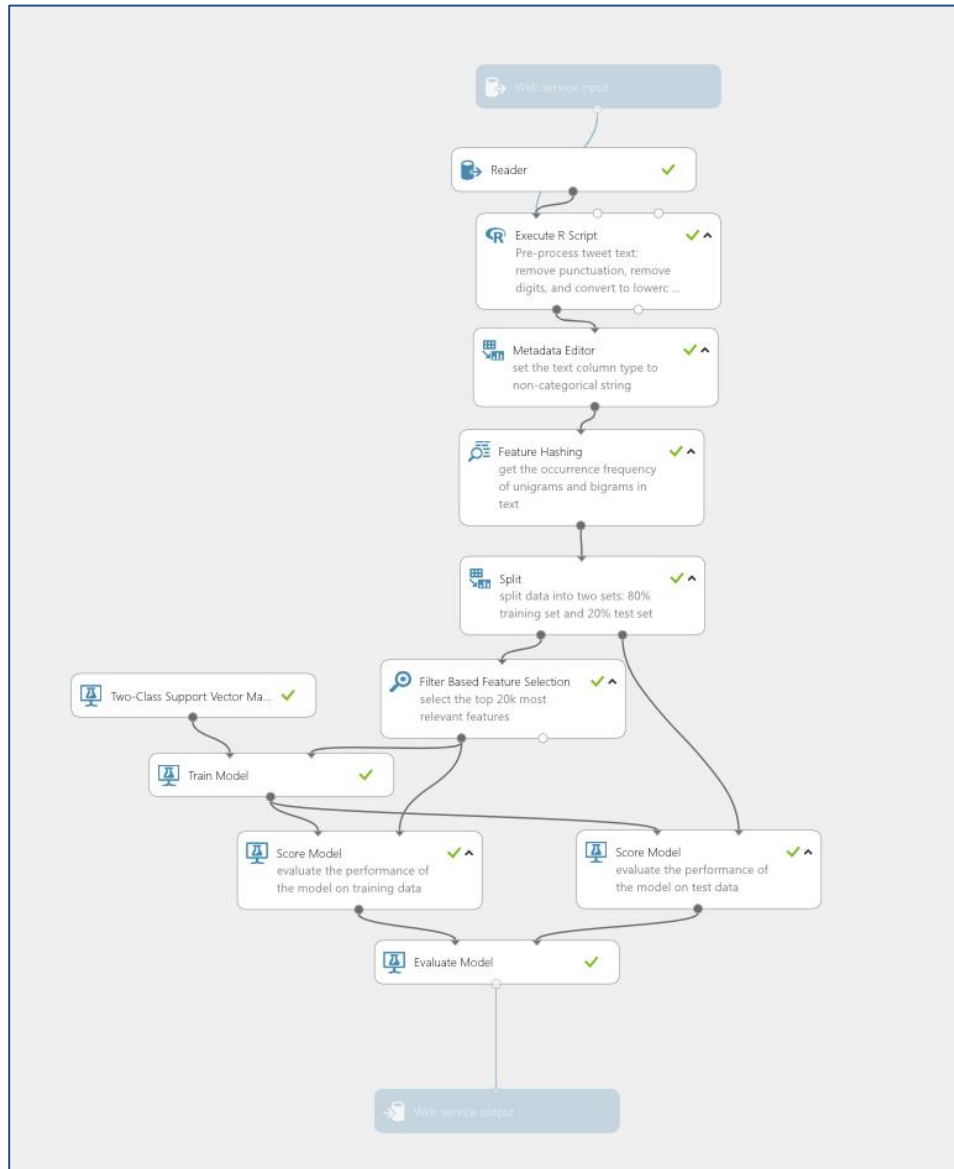 Web service input
Reader
Execute R Script
Pre-process tweet text:
remove punctuation, remove
digits, and convert to lowerc ...
Metadata Editor
set the text column type to
non-categorical string
Feature Hashing
get the occurrence frequency
of unigrams and bigrams in
text
Split
split data into two sets: 80%
training set and 20% test set
Filter Based Feature Selection
select the top 20k most
relevant features
Two-Class Support Vector Ma...
Train Model
Score Model
evaluate the performance of
the model on training data
Score Model
evaluate the performance of
the model on test data
Evaluate Model
Web service output